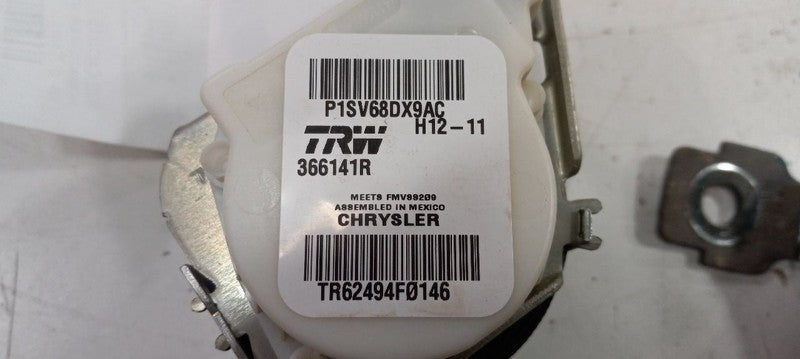 P1SV68DX9AC
H12-11
TRW
366141R
MEETS FMVSS209
ASSEMBLED IN MEXICO
CHRYSLER
TR62494F0146